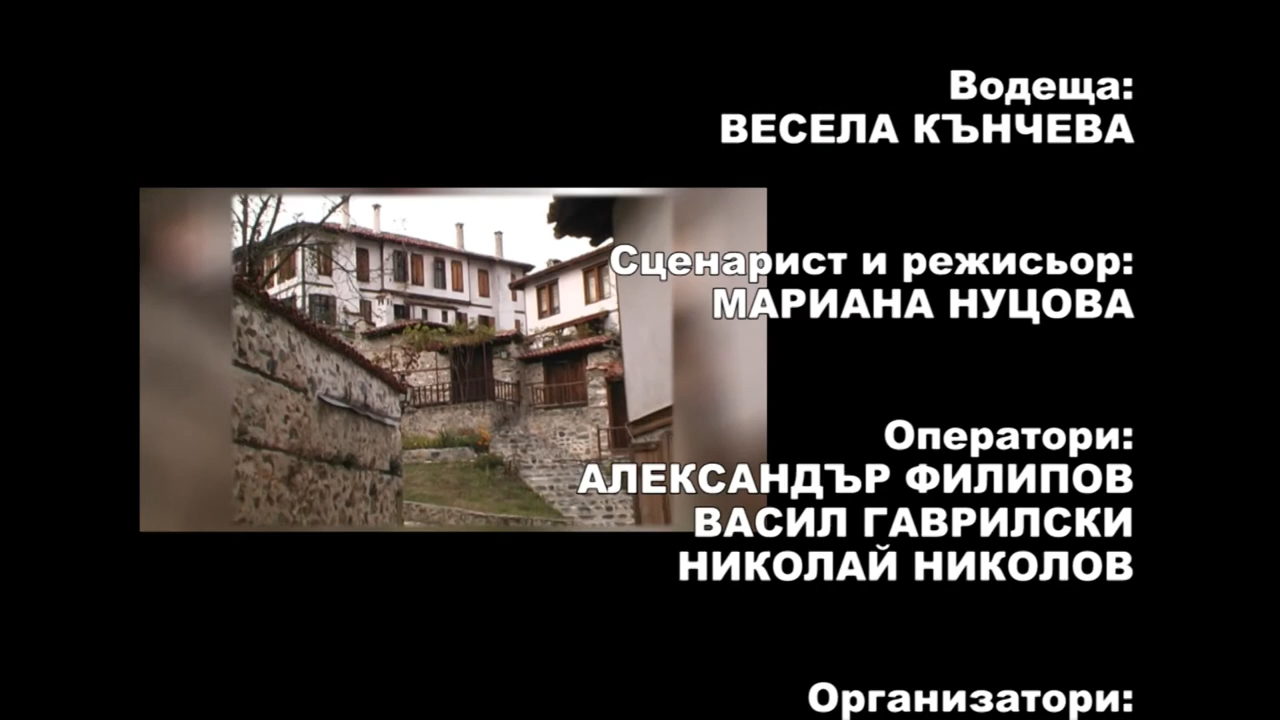 Водеща:
ВЕСЕЛА КЪНЧЕВА
Сценарист и режисьор:
МАРИАНА НУЦОВА
Оператори:
АЛЕКСАНДЪР ФИЛИПОВ
ВАСИЛ ГАВРИЛСКИ
НИКОЛАЙ НИКОЛОВ
Организатори: